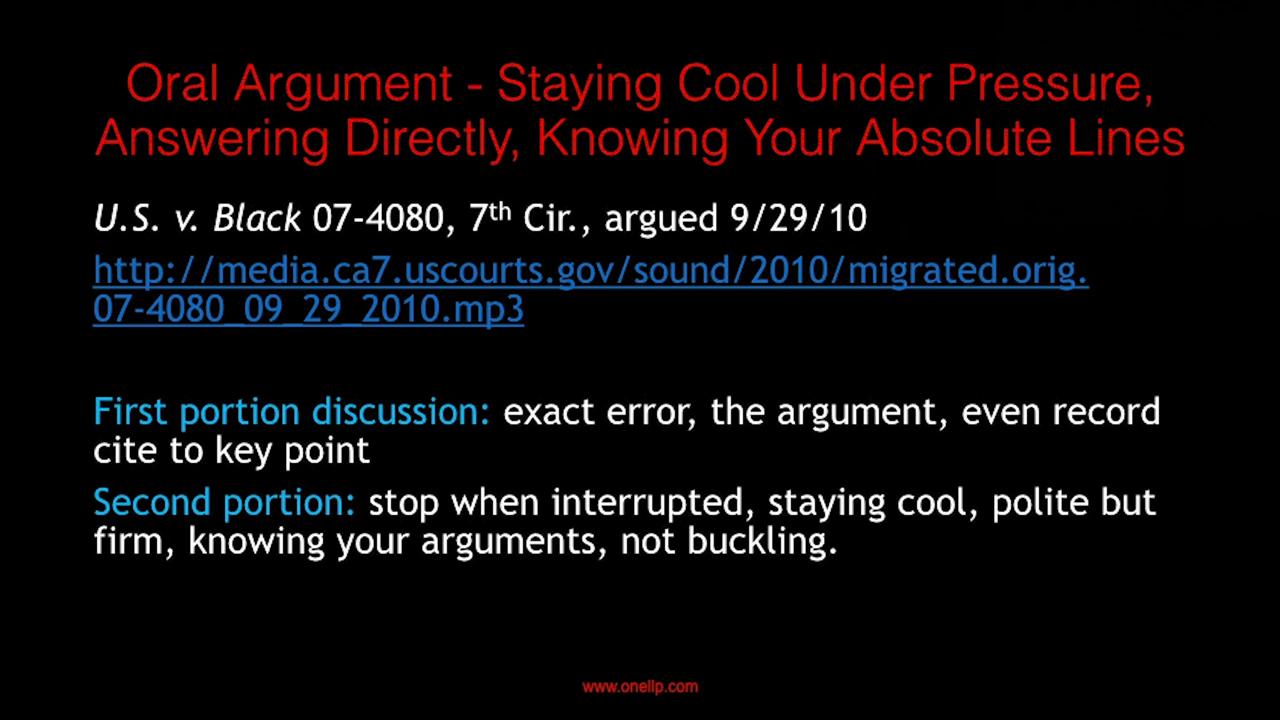 Oral Argument - Staying Cool Under Pressure,
Answering Directly, Knowing Your Absolute Lines
U.S. v. Black 07-4080, 7th Cir., argued 9/29/10
http://media.ca7.uscourts.gov/sound/2010/migrated.orig.
07-4080_09_29_2010.mp3
First portion discussion: exact error, the argument, even record
cite to key point
Second portion: stop when interrupted, staying cool, polite but
firm, knowing your arguments, not buckling.
www.onellp.com